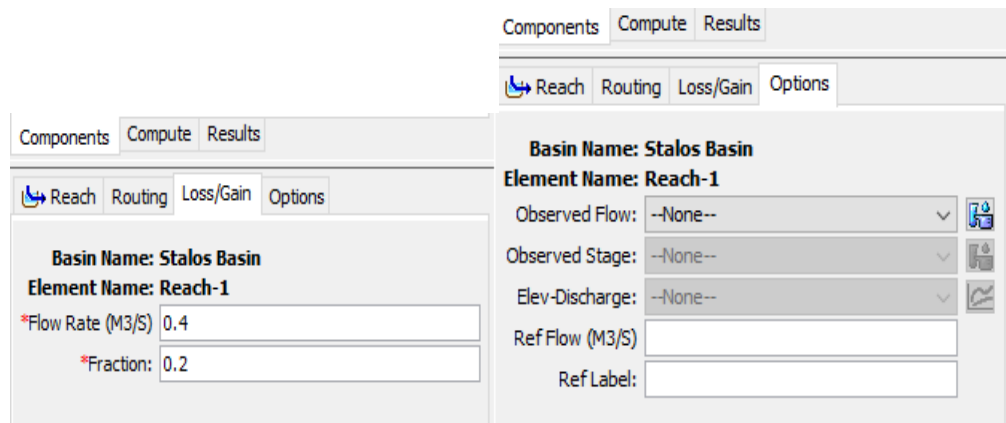 Components Compute Results
Reach Routing Loss/Gain Options
Basin Name: Stalos Basin
Element Name: Reach-1
*Flow Rate (M3/S) 0.4
*Fraction: 0.2
Components Compute Results
Reach Routing Loss/Gain Options
Basin Name: Stalos Basin
Element Name: Reach-1
Observed Flow: --None--
Observed Stage: --None--
Elev-Discharge: --None--
Ref Flow (M3/S)
Ref Label: